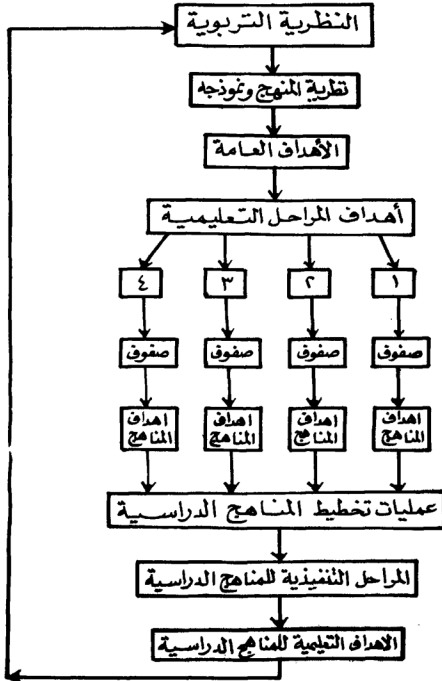 النظرية التربوية
نظرية المنهج ونموذجه
الأهداف العامة
أهداف المراحل التعليمية
١ ٢ ٣ ٤
صفوف صفوف صفوف صفوف
اهداف اهداف اهداف اهداف
المناهج المناهج المناهج المناهج
عمليات تخطيط المناهج الدراسية
المراحل التنفيذية للمناهج الدراسية
الاهداف التعليمية للمناهج الدراسية